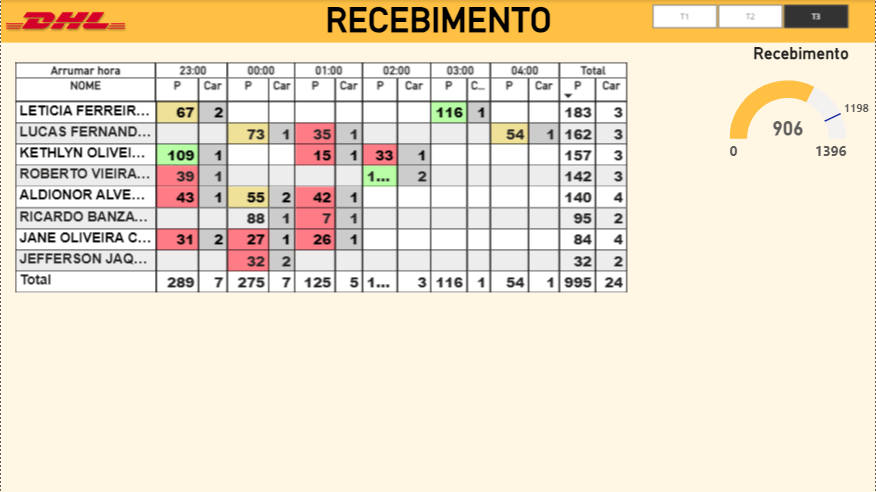 DHL
RECEBIMENTO
T1 T2 T3
Recebimento
Arrumar hora 23:00 00:00 01:00 02:00 03:00 04:00 Total
NOME P Car P Car P Car P Car P C... P Car P Car
LETICIA FERREIR... 67 2 116 1 183 3
LUCAS FERNAND... 73 1 35 1 54 1 162 3
KETHLYN OLIVEI... 109 1 15 1 33 1 157 3
ROBERTO VIEIRA... 39 1 1... 2 142 3
ALDIONOR ALVE... 43 1 55 2 42 1 140 4
RICARDO BANZA... 88 1 7 1 95 2
JANE OLIVEIRA C... 31 2 27 1 26 1 84 4
JEFFERSON JAQ... 32 2 32 2
Total 289 7 275 7 125 5 1... 3 116 1 54 1 995 24
1198
906
0 1396